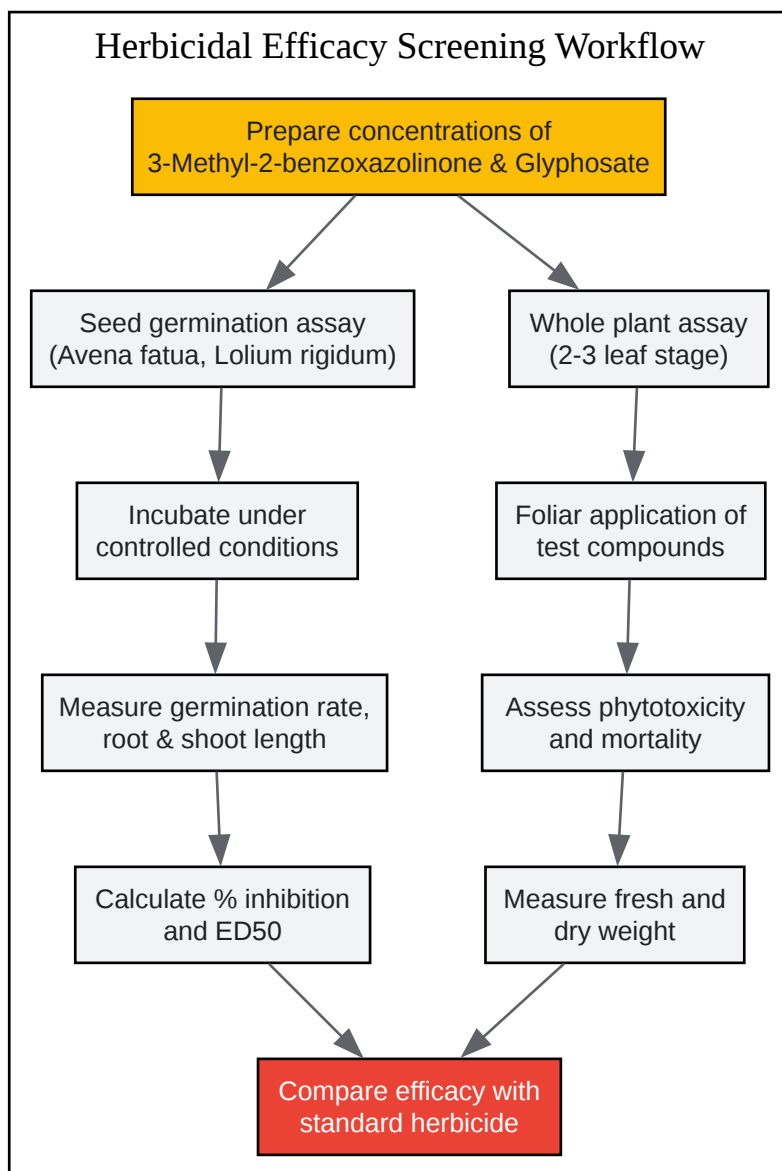 Herbicidal Efficacy Screening Workflow
Prepare concentrations of
3-Methyl-2-benzoxazolinone & Glyphosate
Seed germination assay
(Avena fatua, Lolium rigidum)
Whole plant assay
(2-3 leaf stage)
Incubate under
controlled conditions
Foliar application of
test compounds
Measure germination rate,
root & shoot length
Assess phytotoxicity
and mortality
Calculate % inhibition
and ED50
Measure fresh and
dry weight
Compare efficacy with
standard herbicide